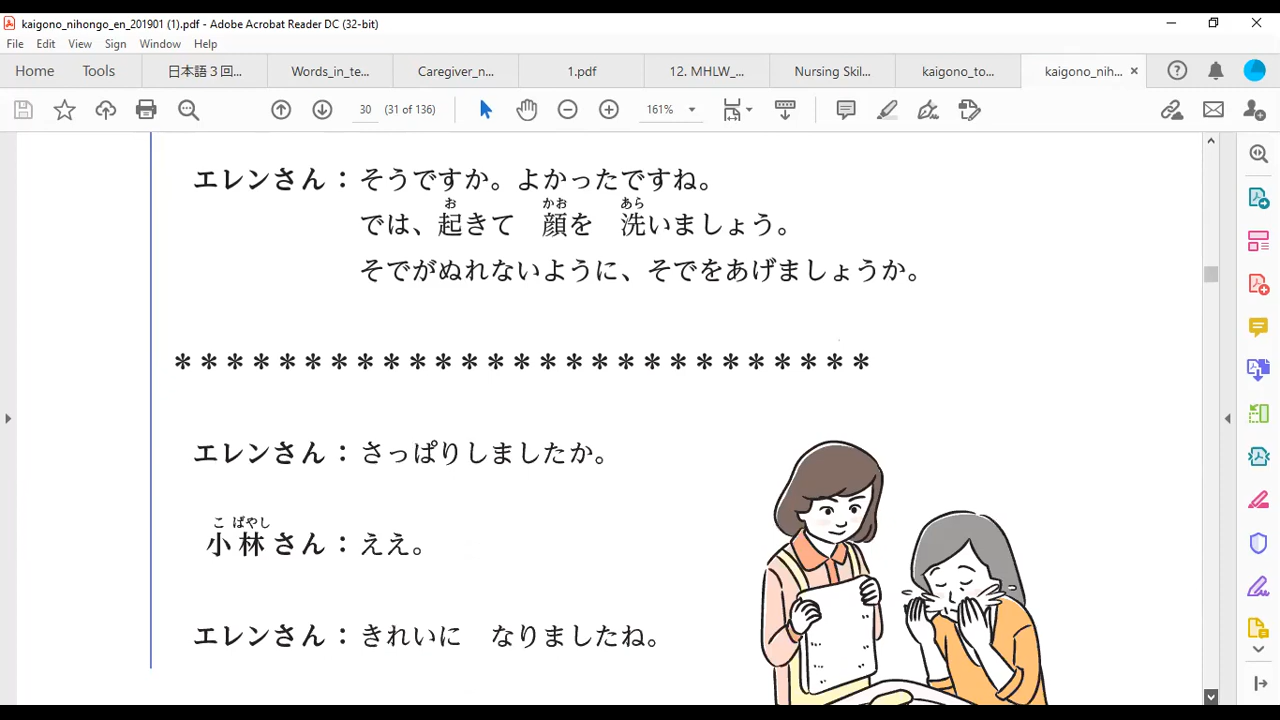 kaigono_nihongo_en_201901 (1).pdf - Adobe Acrobat Reader DC (32-bit)
File Edit View Sign Window Help
Home Tools 日本語３回... Words_in_te... Caregiver_n... 1.pdf 12. MHLW_... Nursing Skil... kaigono_to... kaigono_nih... ×
30 (31 of 136) 161%
エレンさん：そうですか。よかったですね。
お かお あら
では、起きて 顔を 洗いましょう。
そでがぬれないように、そでをあげましょうか。
＊＊＊＊＊＊＊＊＊＊＊＊＊＊＊＊＊＊＊＊＊＊＊＊＊＊＊
エレンさん：さっぱりしましたか。
こ ばやし
小林さん：ええ。
エレンさん：きれいに なりましたね。